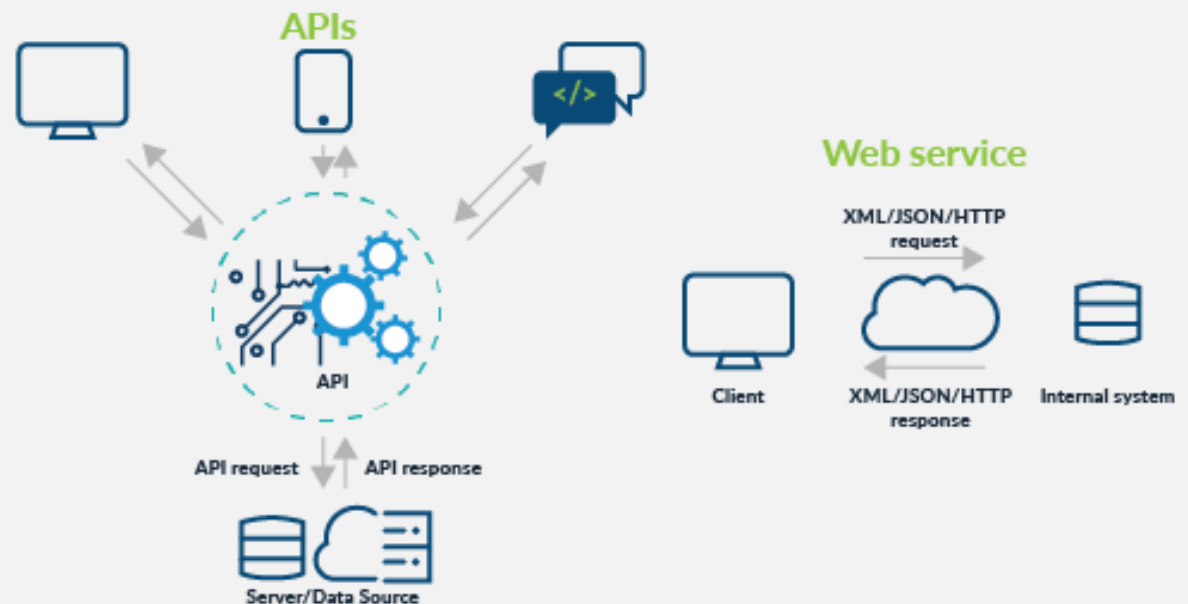 APIs
</>
API
API request
API response
Server/Data Source
Web service
XML/JSON/HTTP
request
Client
XML/JSON/HTTP
response
Internal system